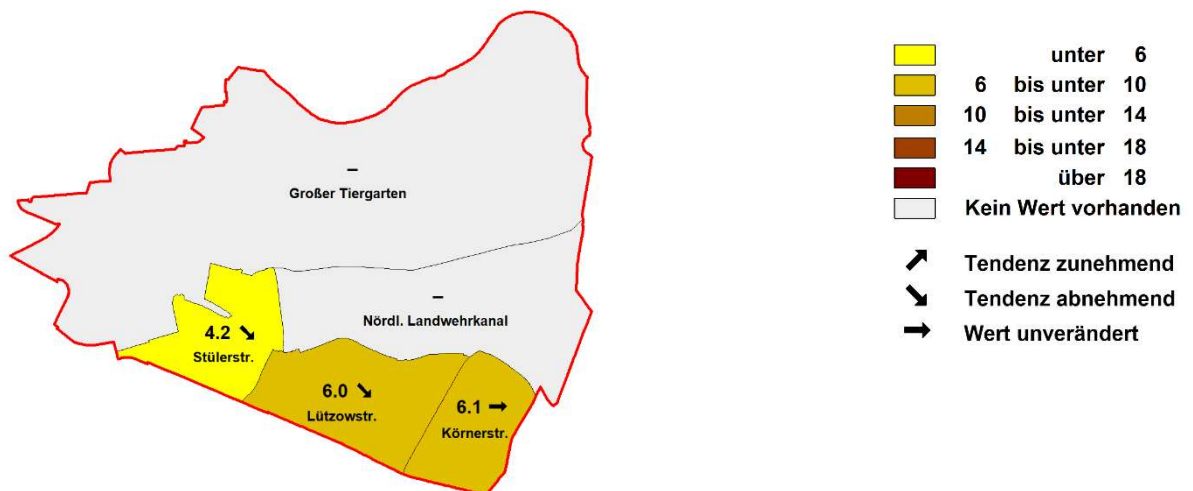 –
Großer Tiergarten
–
Nördl. Landwehrkanal
4.2 ➘
Stülerstr.
6.0 ➘
Lützowstr.
6.1 ➞
Körnerstr.
unter 6
6 bis unter 10
10 bis unter 14
14 bis unter 18
über 18
Kein Wert vorhanden
➚ Tendenz zunehmend
➘ Tendenz abnehmend
➞ Wert unverändert